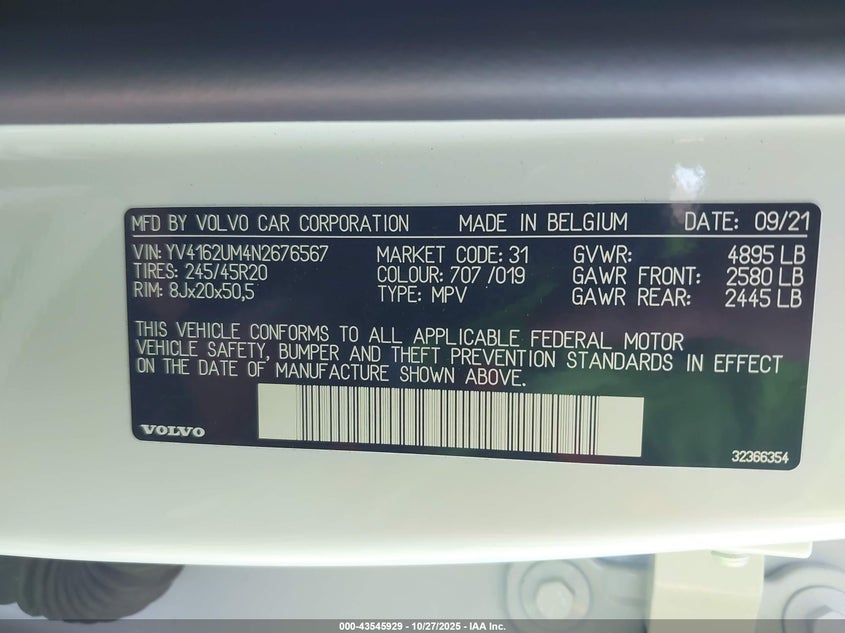 MFD BY VOLVO CAR CORPORATION MADE IN BELGIUM DATE: 09/21
VIN: YV4162UM4N2676567 MARKET CODE: 31 GVWR: 4895 LB
TIRES: 245/45R20 COLOUR: 707 /019 GAWR FRONT: 2580 LB
RIM: 8Jx20x50,5 TYPE: MPV GAWR REAR: 2445 LB
THIS VEHICLE CONFORMS TO ALL APPLICABLE FEDERAL MOTOR
VEHICLE SAFETY, BUMPER AND THEFT PREVENTION STANDARDS IN EFFECT
ON THE DATE OF MANUFACTURE SHOWN ABOVE.
VOLVO
32366354
000-43545929 | 10/27/2025 - IAA Inc.